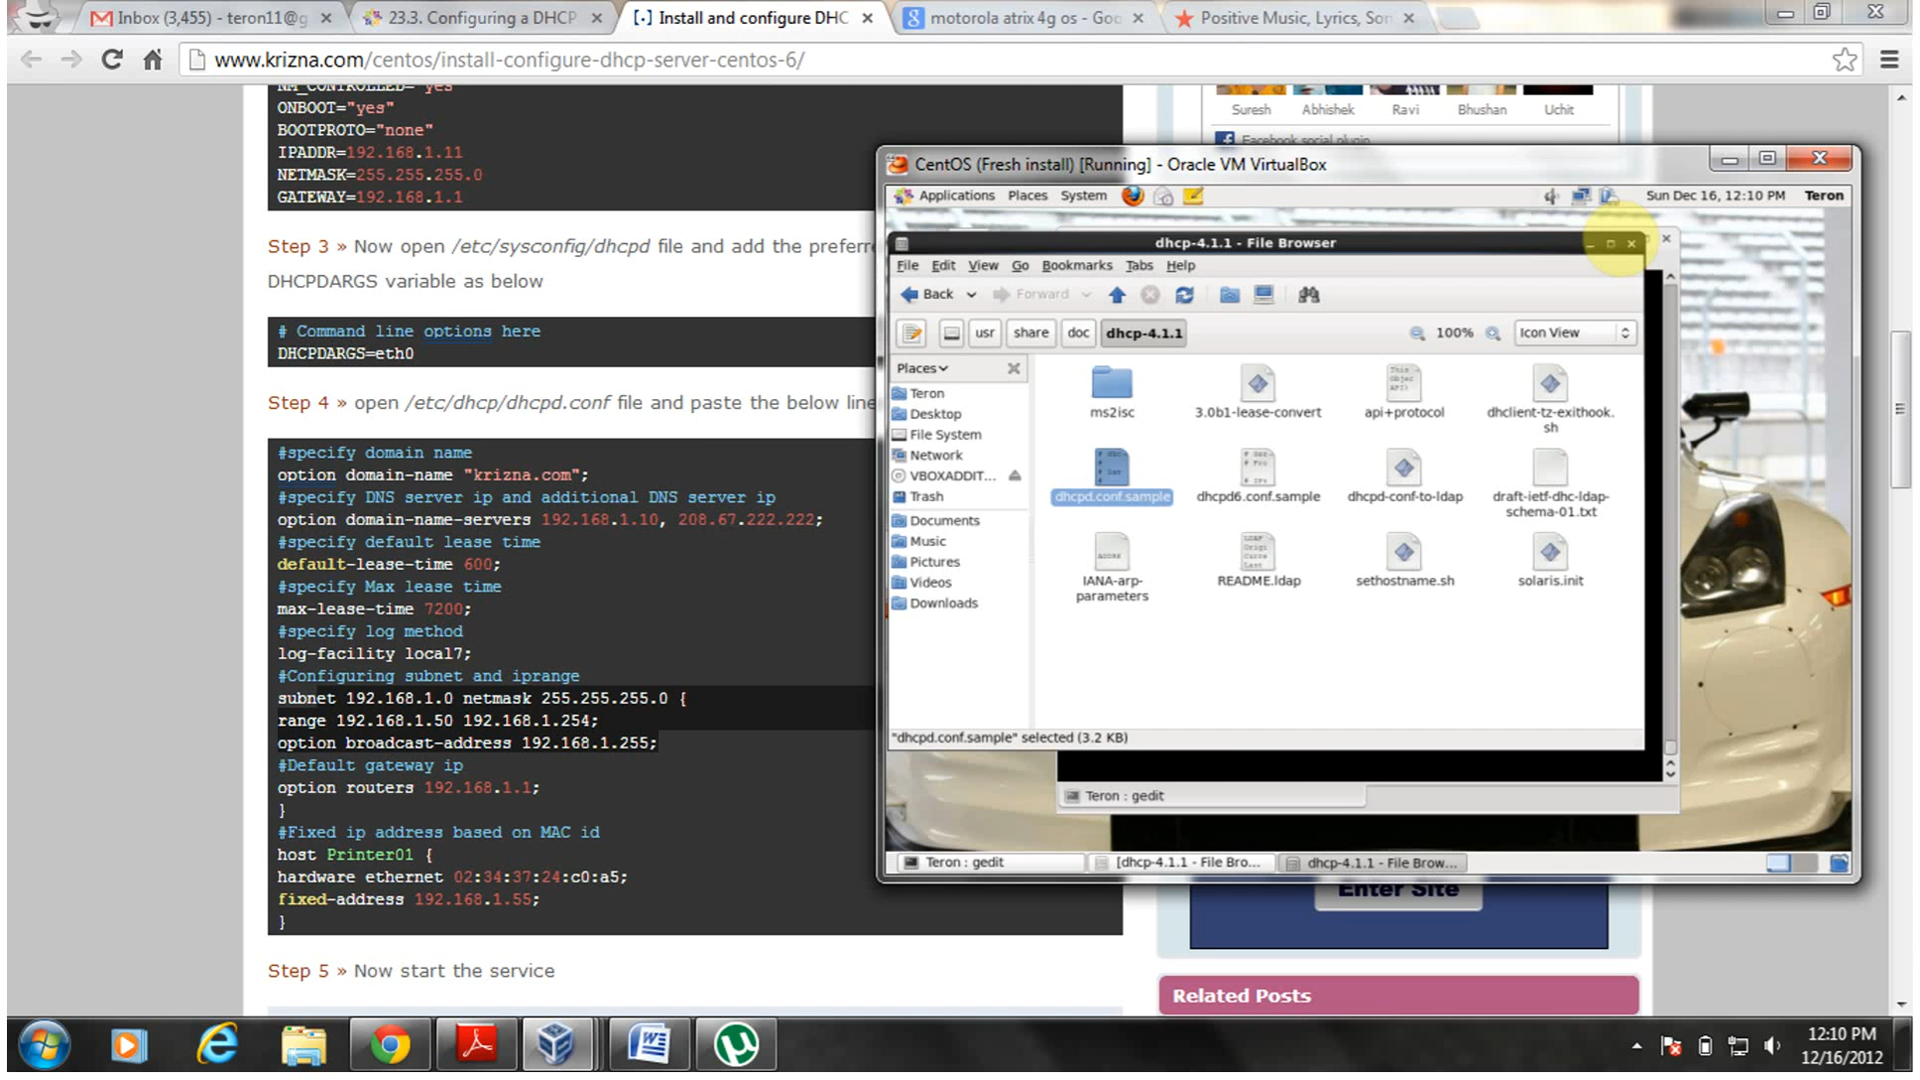 Inbox (3,455) - teron11@g
23.3. Configuring a DHCP
[·] Install and configure DHC
motorola atrix 4g os - Goo
Positive Music, Lyrics, Son
www.krizna.com/centos/install-configure-dhcp-server-centos-6/
NM_CONTROLLED="yes"
ONBOOT="yes"
BOOTPROTO="none"
IPADDR=192.168.1.11
NETMASK=255.255.255.0
GATEWAY=192.168.1.1
Step 3 » Now open /etc/sysconfig/dhcpd file and add the preferre
DHCPDARGS variable as below
# Command line options here
DHCPDARGS=eth0
Step 4 » open /etc/dhcp/dhcpd.conf file and paste the below line
#specify domain name
option domain-name "krizna.com";
#specify DNS server ip and additional DNS server ip
option domain-name-servers 192.168.1.10, 208.67.222.222;
#specify default lease time
default-lease-time 600;
#specify Max lease time
max-lease-time 7200;
#specify log method
log-facility local7;
#Configuring subnet and iprange
subnet 192.168.1.0 netmask 255.255.255.0 {
range 192.168.1.50 192.168.1.254;
option broadcast-address 192.168.1.255;
#Default gateway ip
option routers 192.168.1.1;
}
#Fixed ip address based on MAC id
host Printer01 {
hardware ethernet 02:34:37:24:c0:a5;
fixed-address 192.168.1.55;
}
Step 5 » Now start the service
Suresh Abhishek Ravi Bhushan Uchit
Facebook social plugin
CentOS (Fresh install) [Running] - Oracle VM VirtualBox
Applications Places System Sun Dec 16, 12:10 PM Teron
dhcp-4.1.1 - File Browser
File Edit View Go Bookmarks Tabs Help
Back Forward
usr share doc dhcp-4.1.1 100% Icon View
Places
Teron
Desktop
File System
Network
VBOXADDIT...
Trash
Documents
Music
Pictures
Videos
Downloads
ms2isc
3.0b1-lease-convert
api+protocol
dhclient-tz-exithook.
sh
dhcpd.conf.sample
dhcpd6.conf.sample
dhcpd-conf-to-ldap
draft-ietf-dhc-ldap-
schema-01.txt
IANA-arp-
parameters
README.ldap
sethostname.sh
solaris.init
"dhcpd.conf.sample" selected (3.2 KB)
Teron : gedit
Teron : gedit
[dhcp-4.1.1 - File Bro...
dhcp-4.1.1 - File Brow...
Enter Site
Related Posts
12:10 PM
12/16/2012